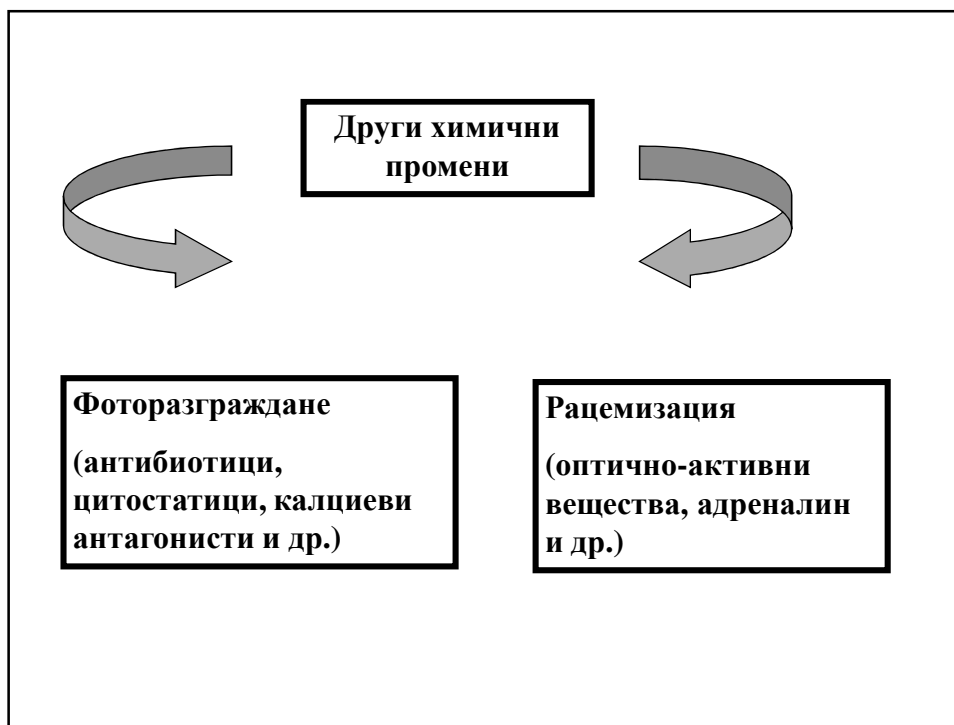 Други химични
промени
Фоторазграждане
(антибиотици,
цитостатици, калциеви
антагонисти и др.)
Рацемизация
(оптично-активни
вещества, адреналин
и др.)